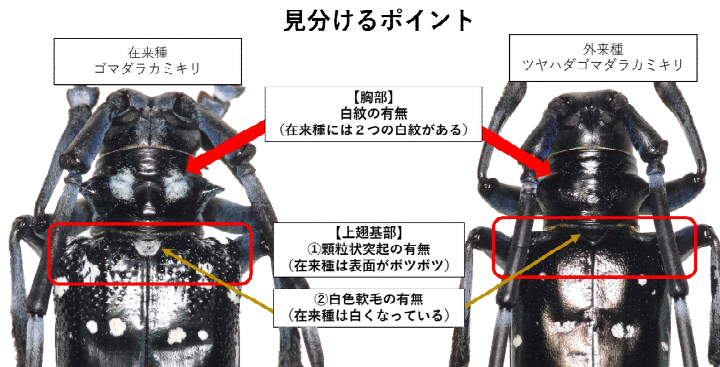 見分けるポイント
在来種
ゴマダラカミキリ
外来種
ツヤハダゴマダラカミキリ
【胸部】
白紋の有無
(在来種には２つの白紋がある)
【上翅基部】
①顆粒状突起の有無
(在来種は表面がボツボツ)
②白色軟毛の有無
(在来種は白くなっている)